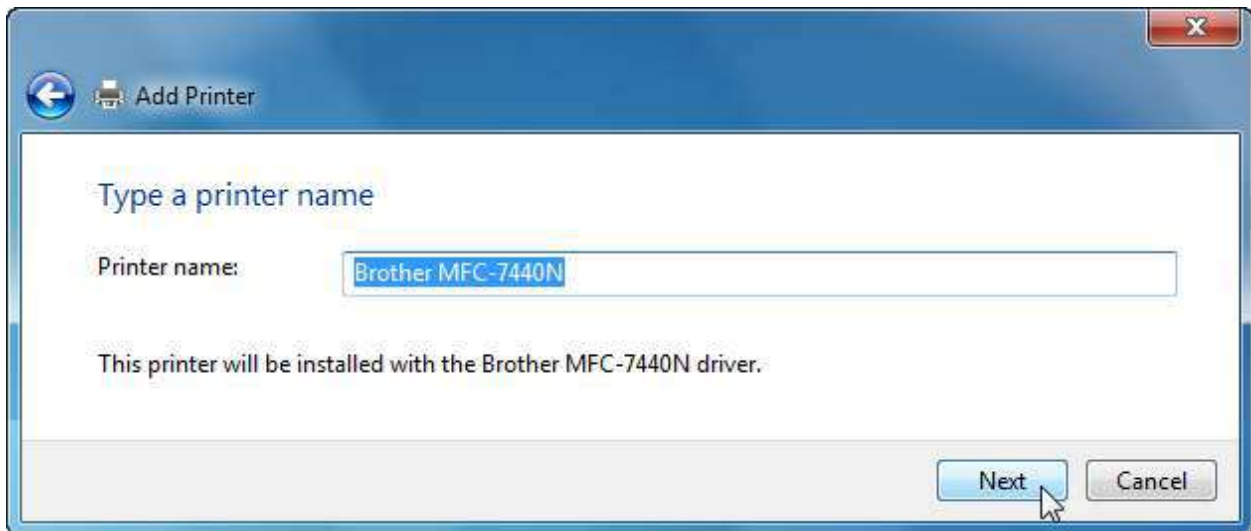 Add Printer
Type a printer name
Printer name: Brother MFC-7440N
This printer will be installed with the Brother MFC-7440N driver.
Next Cancel